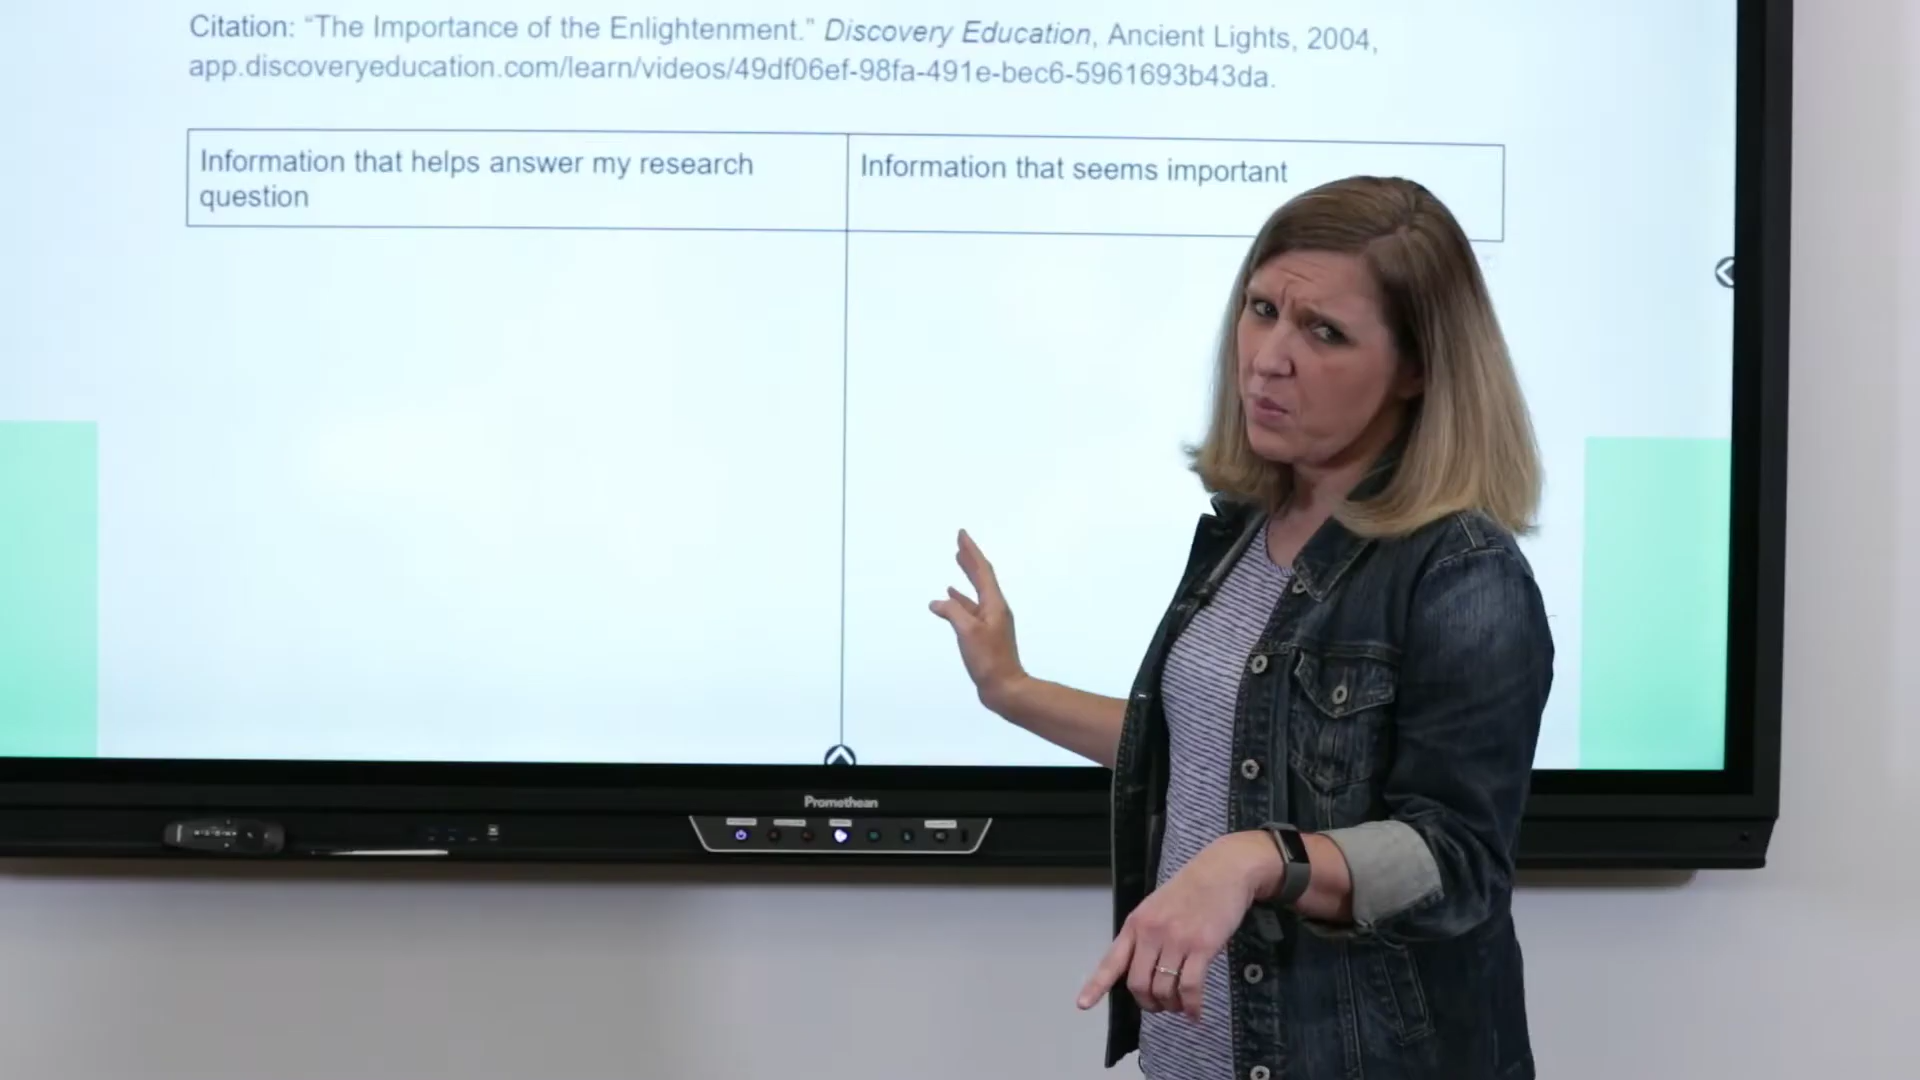 Citation: “The Importance of the Enlightenment.” Discovery Education, Ancient Lights, 2004,
app.discoveryeducation.com/learn/videos/49df06ef-98fa-491e-bec6-5961693b43da.
Information that helps answer my research
question
Information that seems important
Promethean